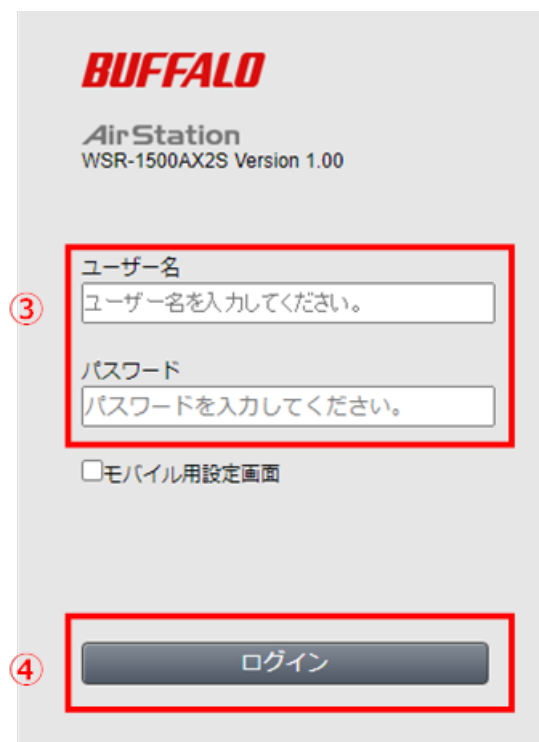 BUFFALO
AirStation
WSR-1500AX2S Version 1.00
ユーザー名
③
ユーザー名を入力してください。
パスワード
パスワードを入力してください。
モバイル用設定画面
④
ログイン